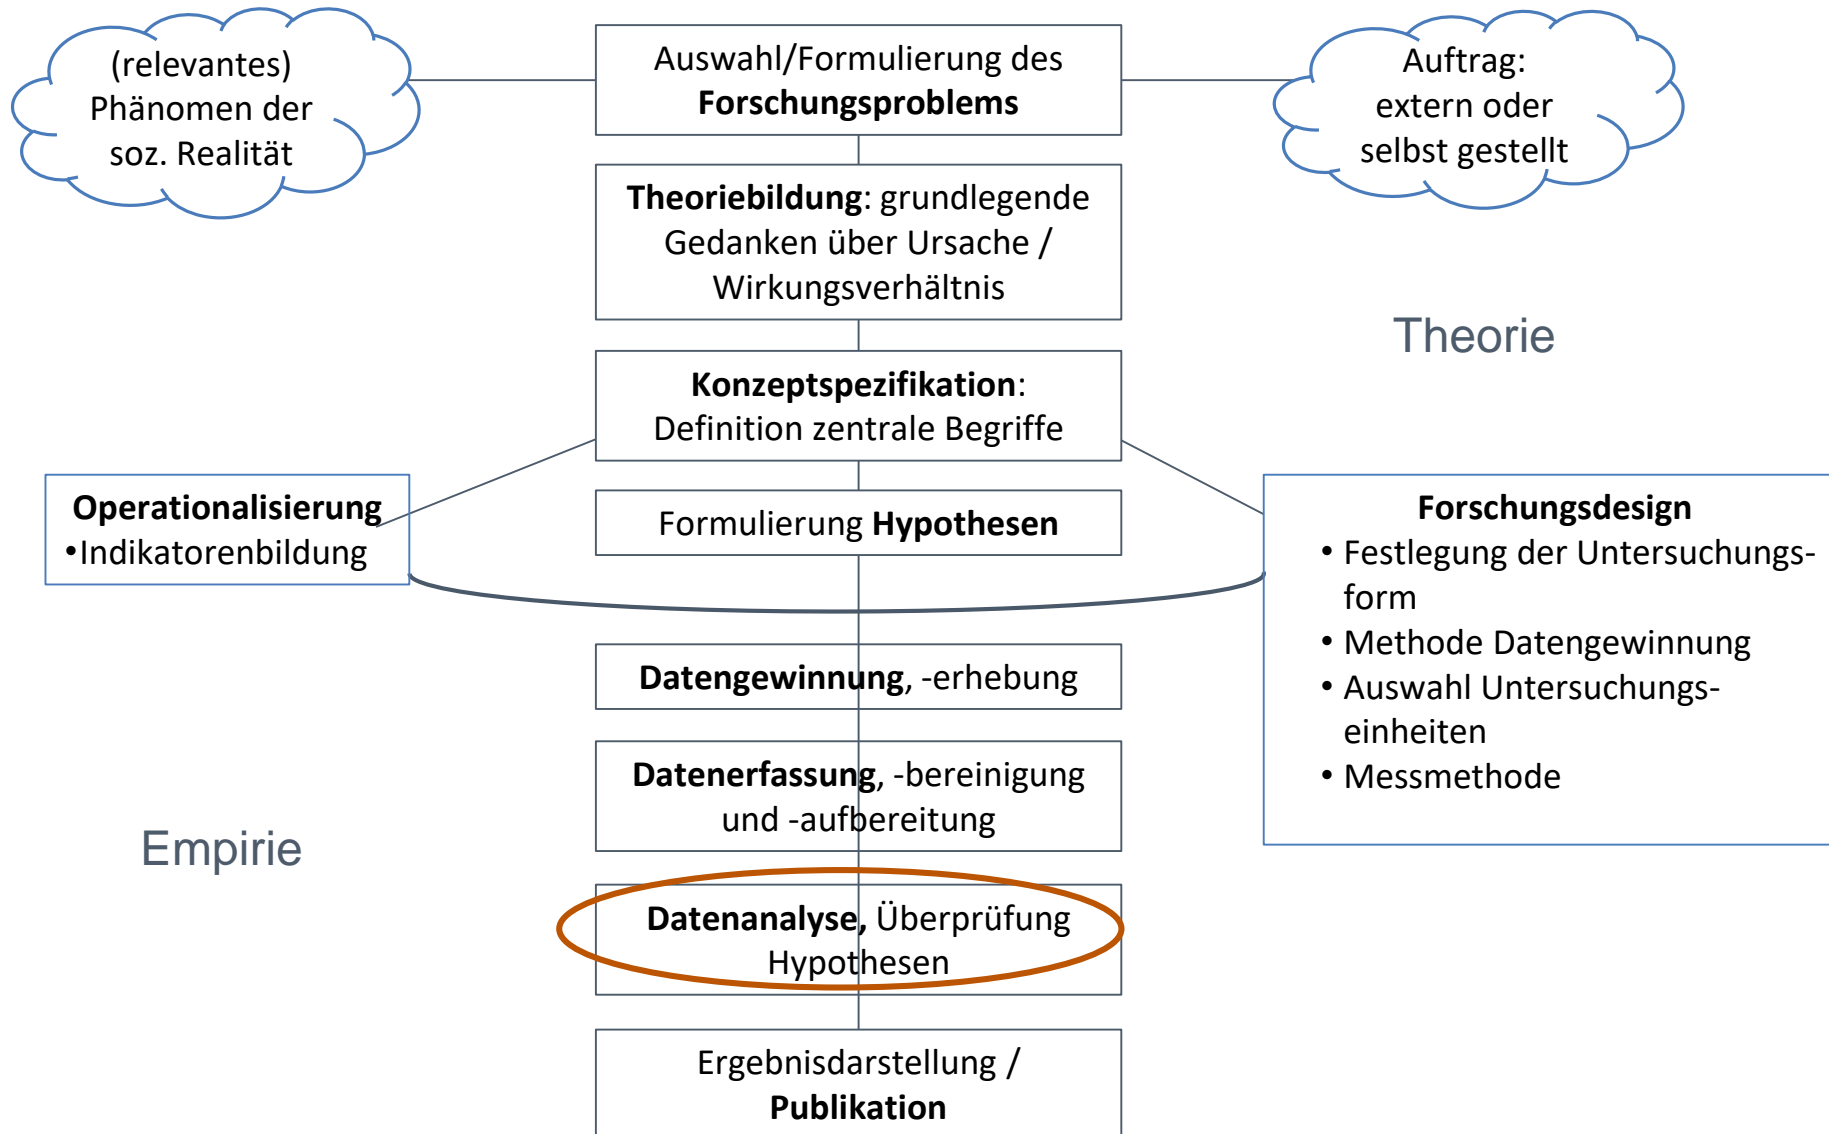 (relevantes)
Phänomen der
soz. Realität
Auswahl/Formulierung des
Forschungsproblems
Auftrag:
extern oder
selbst gestellt
Theoriebildung: grundlegende
Gedanken über Ursache /
Wirkungsverhältnis
Theorie
Konzeptspezifikation:
Definition zentrale Begriffe
Operationalisierung
•Indikatorenbildung
Formulierung Hypothesen
Forschungsdesign
• Festlegung der Untersuchungs-
form
• Methode Datengewinnung
• Auswahl Untersuchungs-
einheiten
• Messmethode
Datengewinnung, -erhebung
Datenerfassung, -bereinigung
und -aufbereitung
Empirie
Datenanalyse, Überprüfung
Hypothesen
Ergebnisdarstellung /
Publikation